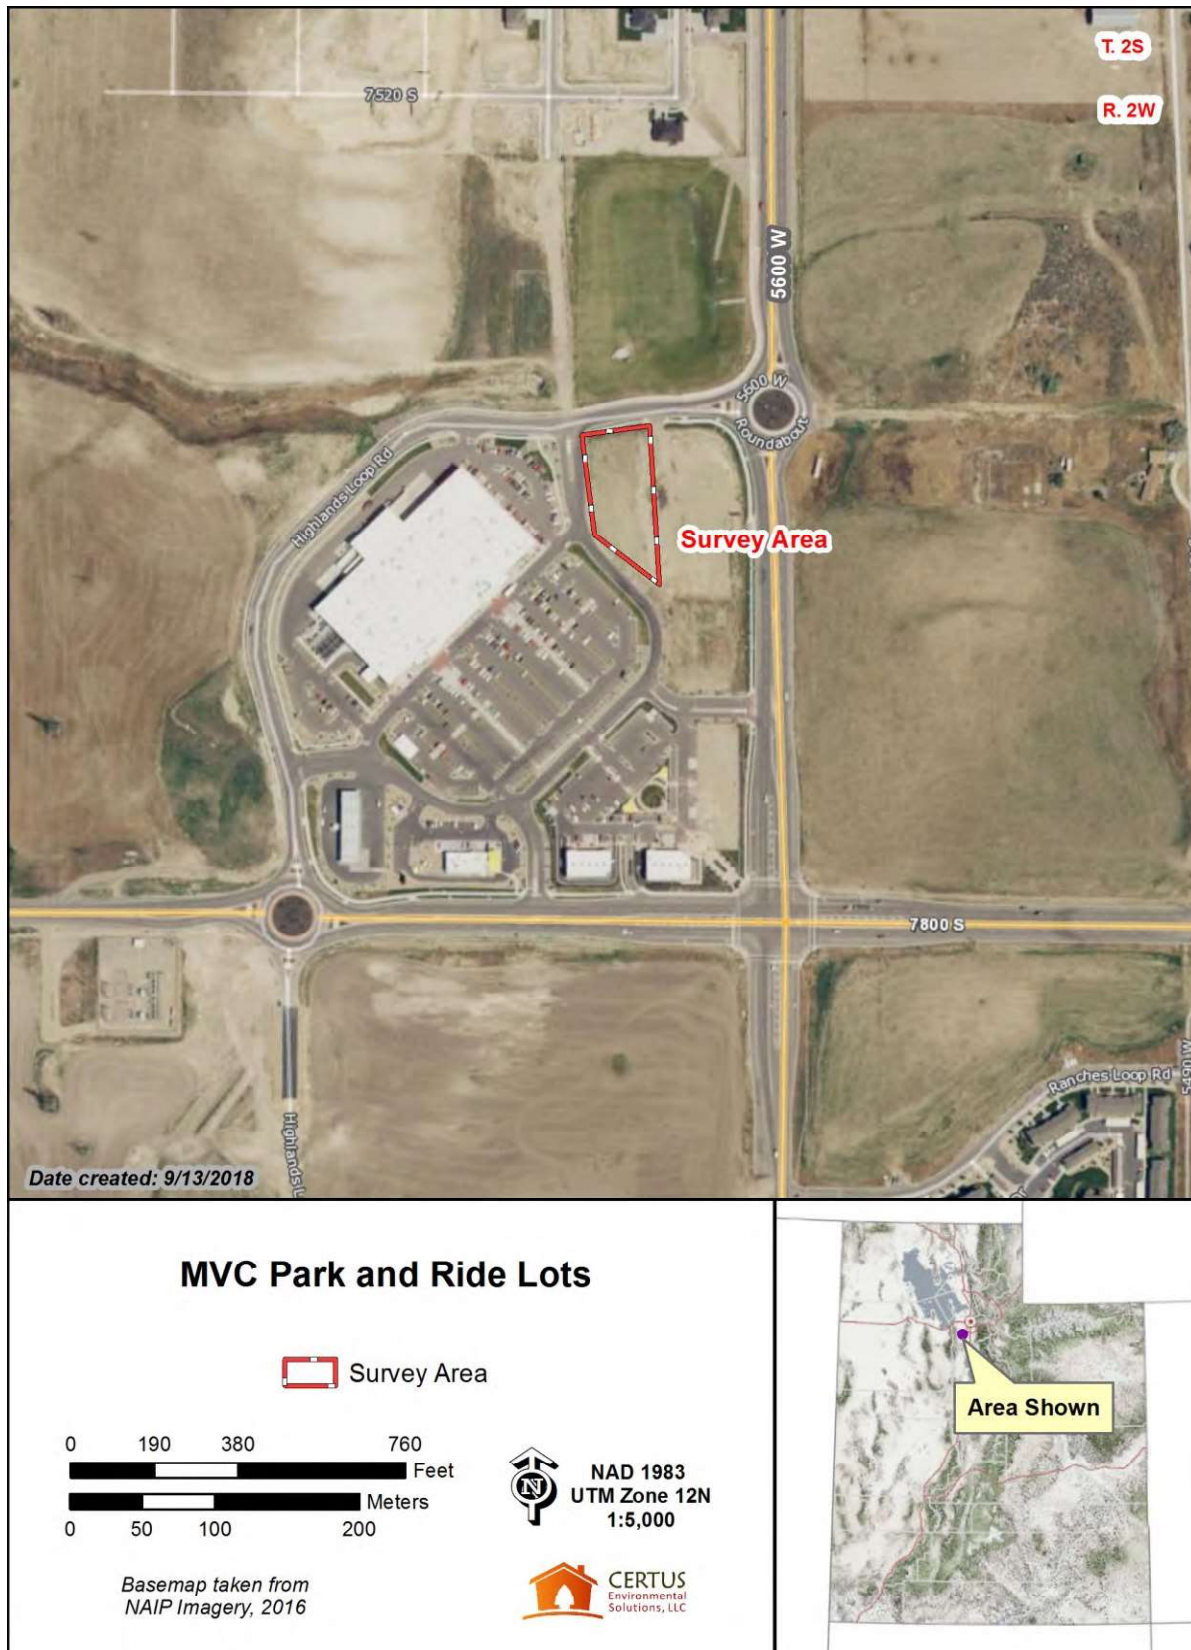 T. 2S
7520 S
R. 2W
5600 W
5600 W
Roundabout
Highlands Loop Rd
Survey Area
7800 S
Ranches Loop Rd
5490 W
Highlands L
Dr
Date created: 9/13/2018
MVC Park and Ride Lots
Survey Area
0 190 380 760
Feet
Meters
0 50 100 200
N
NAD 1983
UTM Zone 12N
1:5,000
Basemap taken from
NAIP Imagery, 2016
CERTUS
Environmental
Solutions, LLC
Area Shown